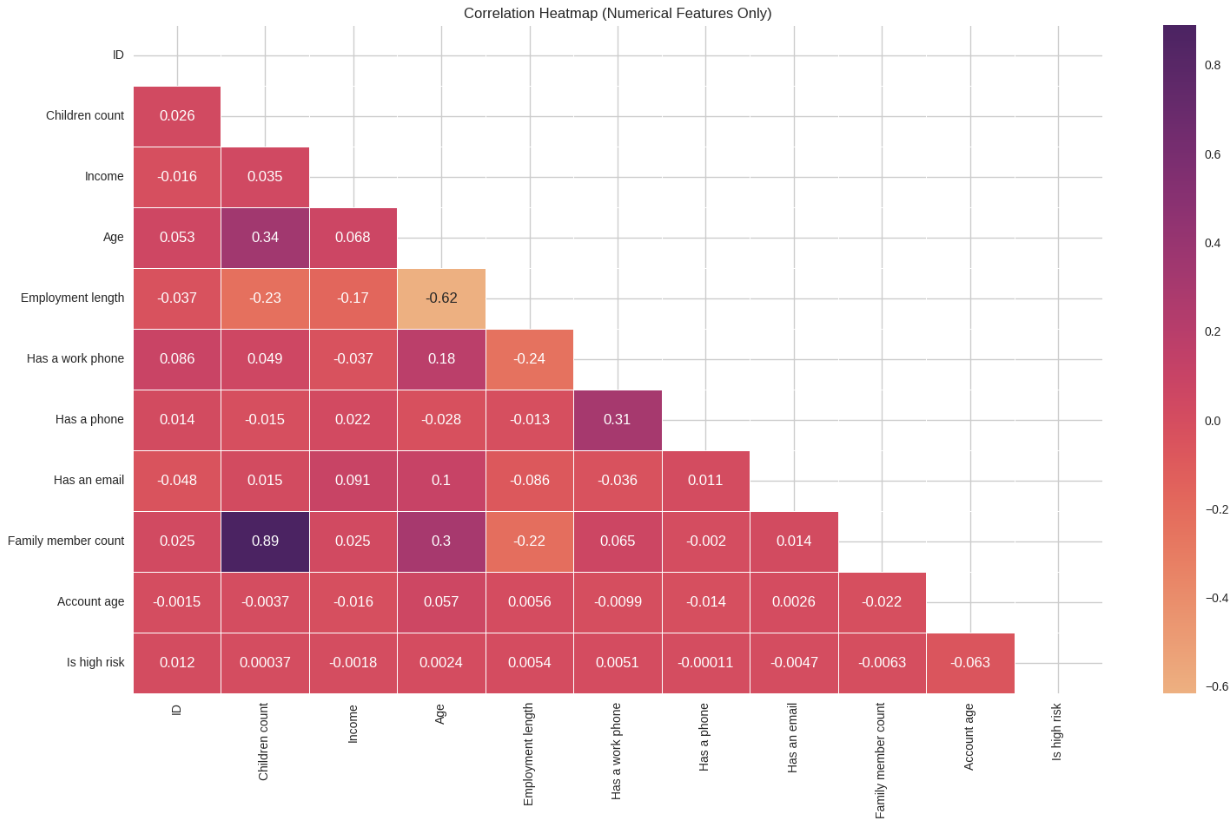 Correlation Heatmap (Numerical Features Only)
ID
Children count 0.026
Income -0.016 0.035
Age 0.053 0.34 0.068
Employment length -0.037 -0.23 -0.17 -0.62
Has a work phone 0.086 0.049 -0.037 0.18 -0.24
Has a phone 0.014 -0.015 0.022 -0.028 -0.013 0.31
Has an email -0.048 0.015 0.091 0.1 -0.086 -0.036 0.011
Family member count 0.025 0.89 0.025 0.3 -0.22 0.065 -0.002 0.014
Account age -0.0015 -0.0037 -0.016 0.057 0.0056 -0.0099 -0.014 0.0026 -0.022
Is high risk 0.012 0.00037 -0.0018 0.0024 0.0054 0.0051 -0.00011 -0.0047 -0.0063 -0.063
ID
Children count
Income
Age
Employment length
Has a work phone
Has a phone
Has an email
Family member count
Account age
Is high risk
0.8
0.6
0.4
0.2
0.0
−0.2
−0.4
−0.6